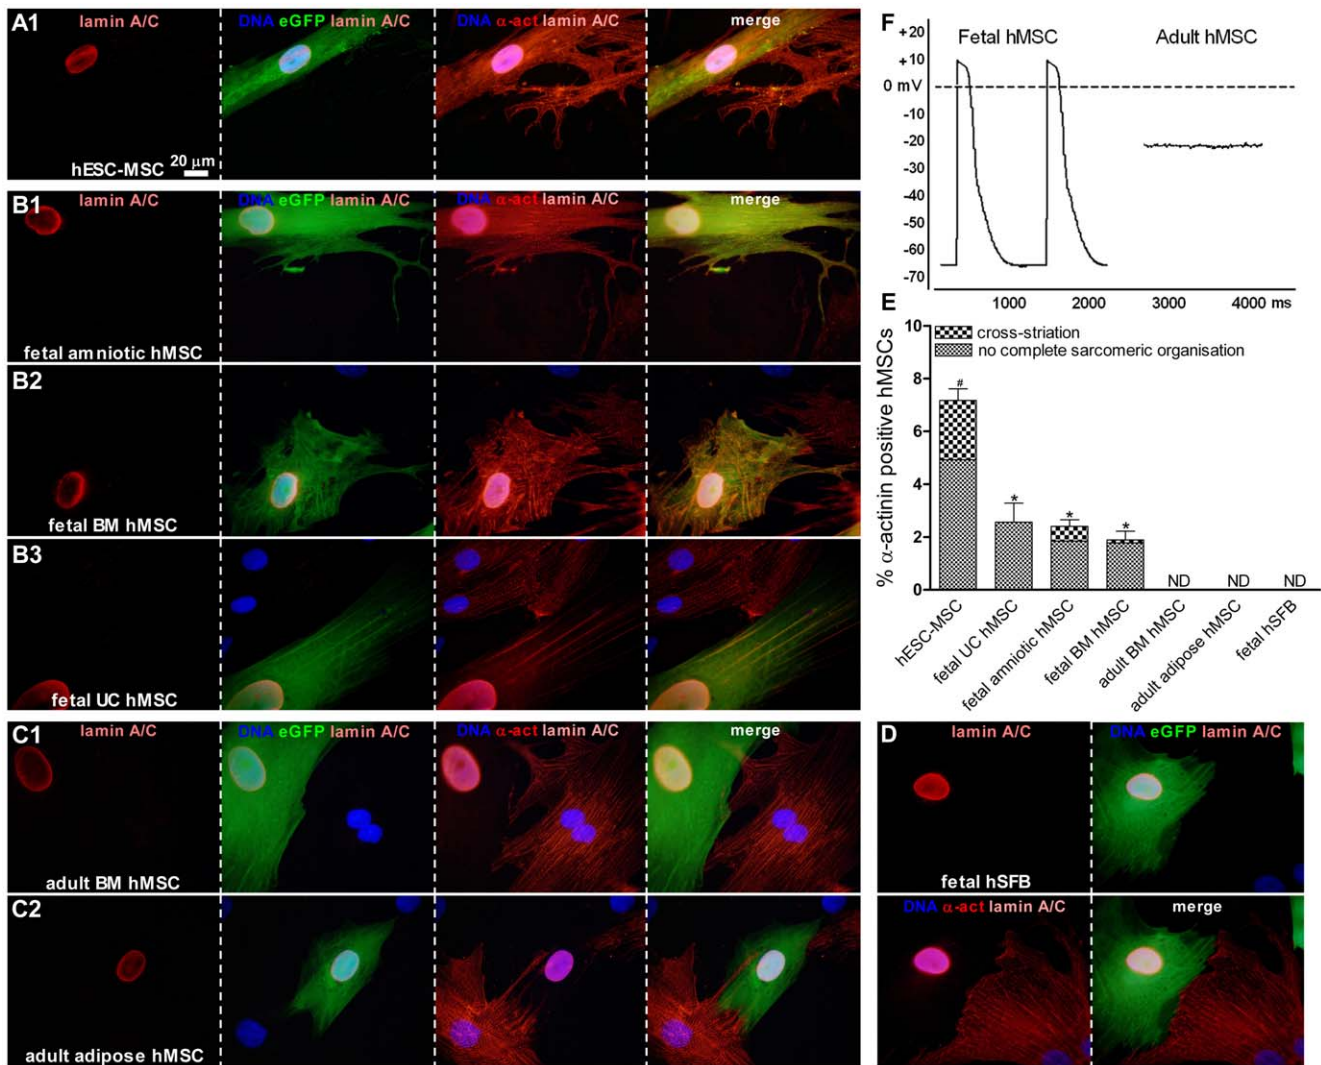 A1
lamin A/C
DNA eGFP lamin A/C
DNA α-act lamin A/C
merge
hESC-MSC
20 μm
B1
lamin A/C
DNA eGFP lamin A/C
DNA α-act lamin A/C
merge
fetal amniotic hMSC
B2
fetal BM hMSC
B3
fetal UC hMSC
C1
lamin A/C
DNA eGFP lamin A/C
DNA α-act lamin A/C
merge
adult BM hMSC
C2
adult adipose hMSC
F
Fetal hMSC
Adult hMSC
+20
+10
0 mV
-10
-20
-30
-40
-50
-60
-70
1000
2000
3000
4000 ms
E
% α-actinin positive hMSCs
10
8
6
4
2
0
cross-striation
no complete sarcomeric organisation
#
*
*
*
ND
ND
ND
hESC-MSC
fetal UC hMSC
fetal amniotic hMSC
fetal BM hMSC
adult BM hMSC
adult adipose hMSC
fetal hSFB
D
lamin A/C
DNA eGFP lamin A/C
fetal hSFB
DNA α-act lamin A/C
merge